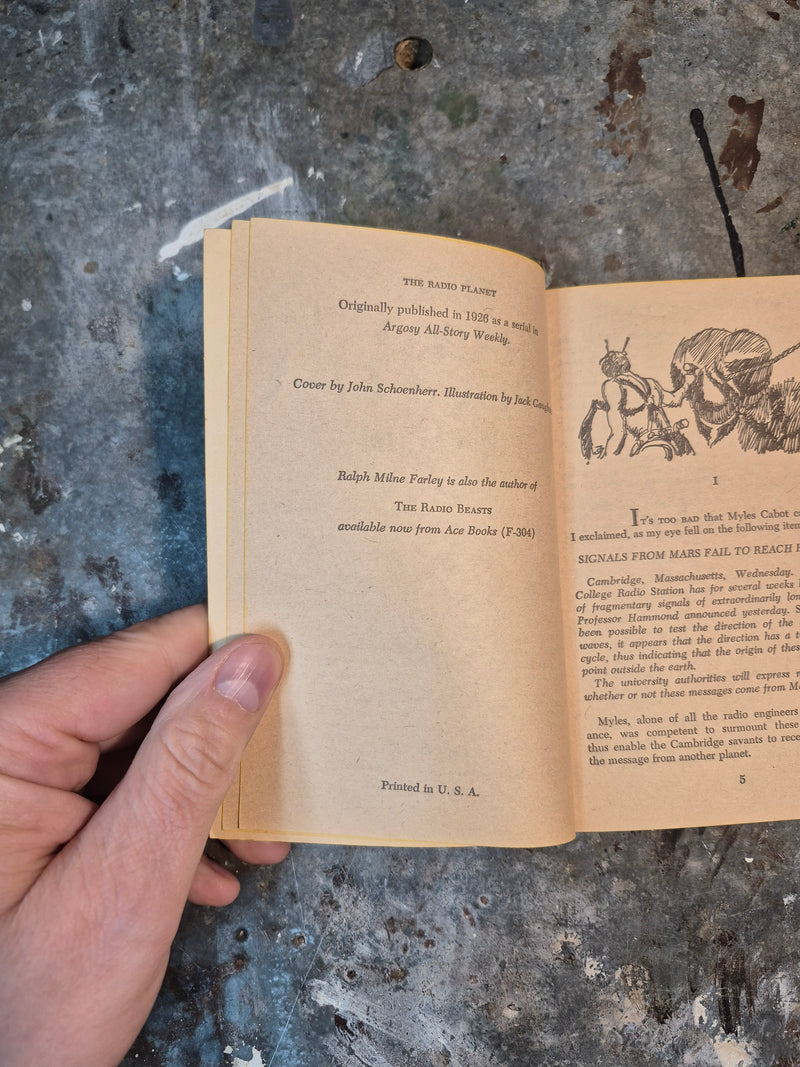 THE RADIO PLANET
Originally published in 1926 as a serial in
Argosy All-Story Weekly.
Cover by John Schoenherr. Illustration by Jack
Ralph Milne Farley is also the author of
THE RADIO BEASTS
available now from Ace Books (F-304)
Printed in U. S. A.
I
IT'S TOO BAD that Myles Cabot
I exclaimed, as my eye fell on the following
SIGNALS FROM MARS FAIL TO REACH
Cambridge, Massachusetts, Wednesday.
College Radio Station has for several weeks
of fragmentary signals of extraordinarily
Professor Hammond announced yesterday.
been possible to test the direction of the
waves, it appears that the direction has a
cycle, thus indicating that the origin of
point outside the earth.
The university authorities will express
whether or not these messages come from
Myles, alone of all the radio engineers
ance, was competent to surmount these
thus enable the Cambridge savants to
the message from another planet.
5